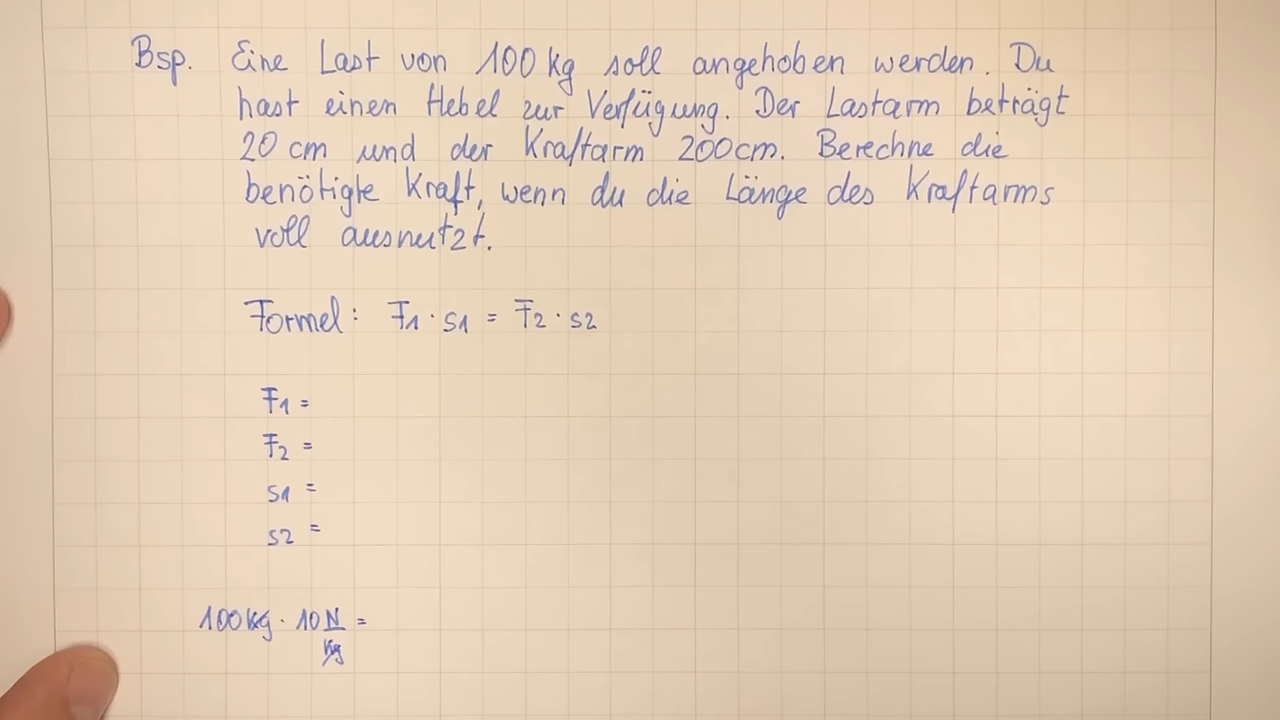 Bsp. Eine Last von 100 kg soll angehoben werden. Du
hast einen Hebel zur Verfügung. Der Lastarm beträgt
20 cm und der Kraftarm 200cm. Berechne die
benötigte Kraft, wenn du die Länge des Kraftarms
voll ausnutzt.
Formel: F1 · s1 = F2 · s2
F1 =
F2 =
s1 =
s2 =
100kg · 10 N/kg =